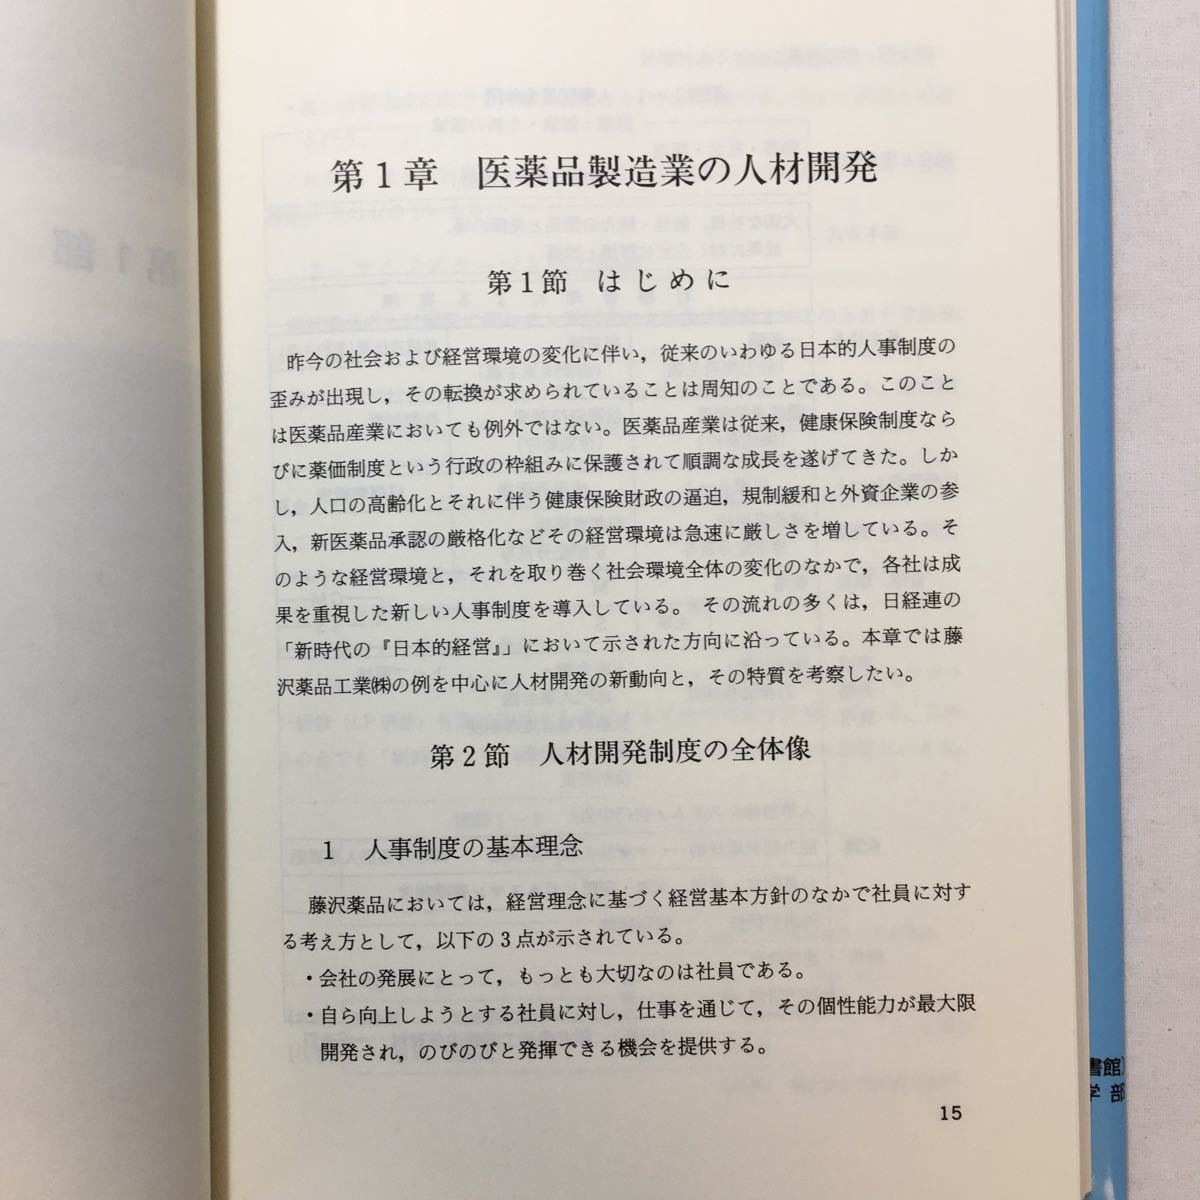 第1章　医薬品製造業の人材開発
第1節　はじめに
昨今の社会および経営環境の変化に伴い，従来のいわゆる日本的人事制度の
歪みが出現し，その転換が求められていることは周知のことである。このこと
は医薬品産業においても例外ではない。医薬品産業は従来，健康保険制度なら
びに薬価制度という行政の枠組みに保護されて順調な成長を遂げてきた。しか
し，人口の高齢化とそれに伴う健康保険財政の逼迫，規制緩和と外資企業の参
入，新医薬品承認の厳格化などその経営環境は急速に厳しさを増している。そ
のような経営環境と，それを取り巻く社会環境全体の変化のなかで，各社は成
果を重視した新しい人事制度を導入している。その流れの多くは，日経連の
「新時代の『日本的経営』」において示された方向に沿っている。本章では藤
沢薬品工業㈱の例を中心に人材開発の新動向と，その特質を考察したい。
第2節　人材開発制度の全体像
1　人事制度の基本理念
藤沢薬品においては，経営理念に基づく経営基本方針のなかで社員に対す
る考え方として，以下の3点が示されている。
・会社の発展にとって，もっとも大切なのは社員である。
・自ら向上しようとする社員に対し，仕事を通じて，その個性能力が最大限
開発され，のびのびと発揮できる機会を提供する。
15
書館）
学 部